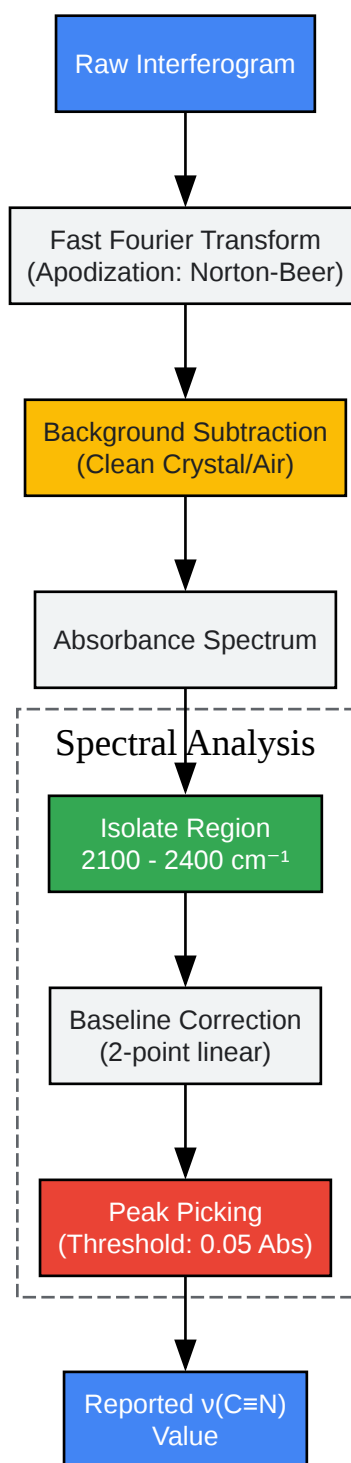 Raw Interferogram
Fast Fourier Transform
(Apodization: Norton-Beer)
Background Subtraction
(Clean Crystal/Air)
Absorbance Spectrum
Spectral Analysis
Isolate Region
2100 - 2400 cm⁻¹
Baseline Correction
(2-point linear)
Peak Picking
(Threshold: 0.05 Abs)
Reported ν(C≡N)
Value